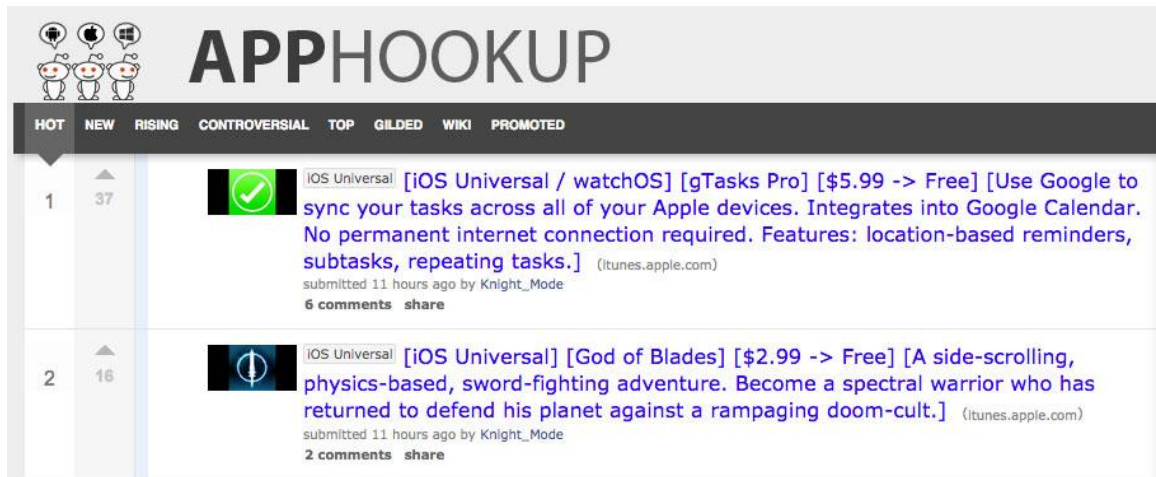 APPHOOKUP
HOT NEW RISING CONTROVERSIAL TOP GILDED WIKI PROMOTED
1 37 iOS Universal [iOS Universal / watchOS] [gTasks Pro] [$5.99 -> Free] [Use Google to
sync your tasks across all of your Apple devices. Integrates into Google Calendar.
No permanent internet connection required. Features: location-based reminders,
subtasks, repeating tasks.] (itunes.apple.com)
submitted 11 hours ago by Knight_Mode
6 comments share
2 16 iOS Universal [iOS Universal] [God of Blades] [$2.99 -> Free] [A side-scrolling,
physics-based, sword-fighting adventure. Become a spectral warrior who has
returned to defend his planet against a rampaging doom-cult.] (itunes.apple.com)
submitted 11 hours ago by Knight_Mode
2 comments share